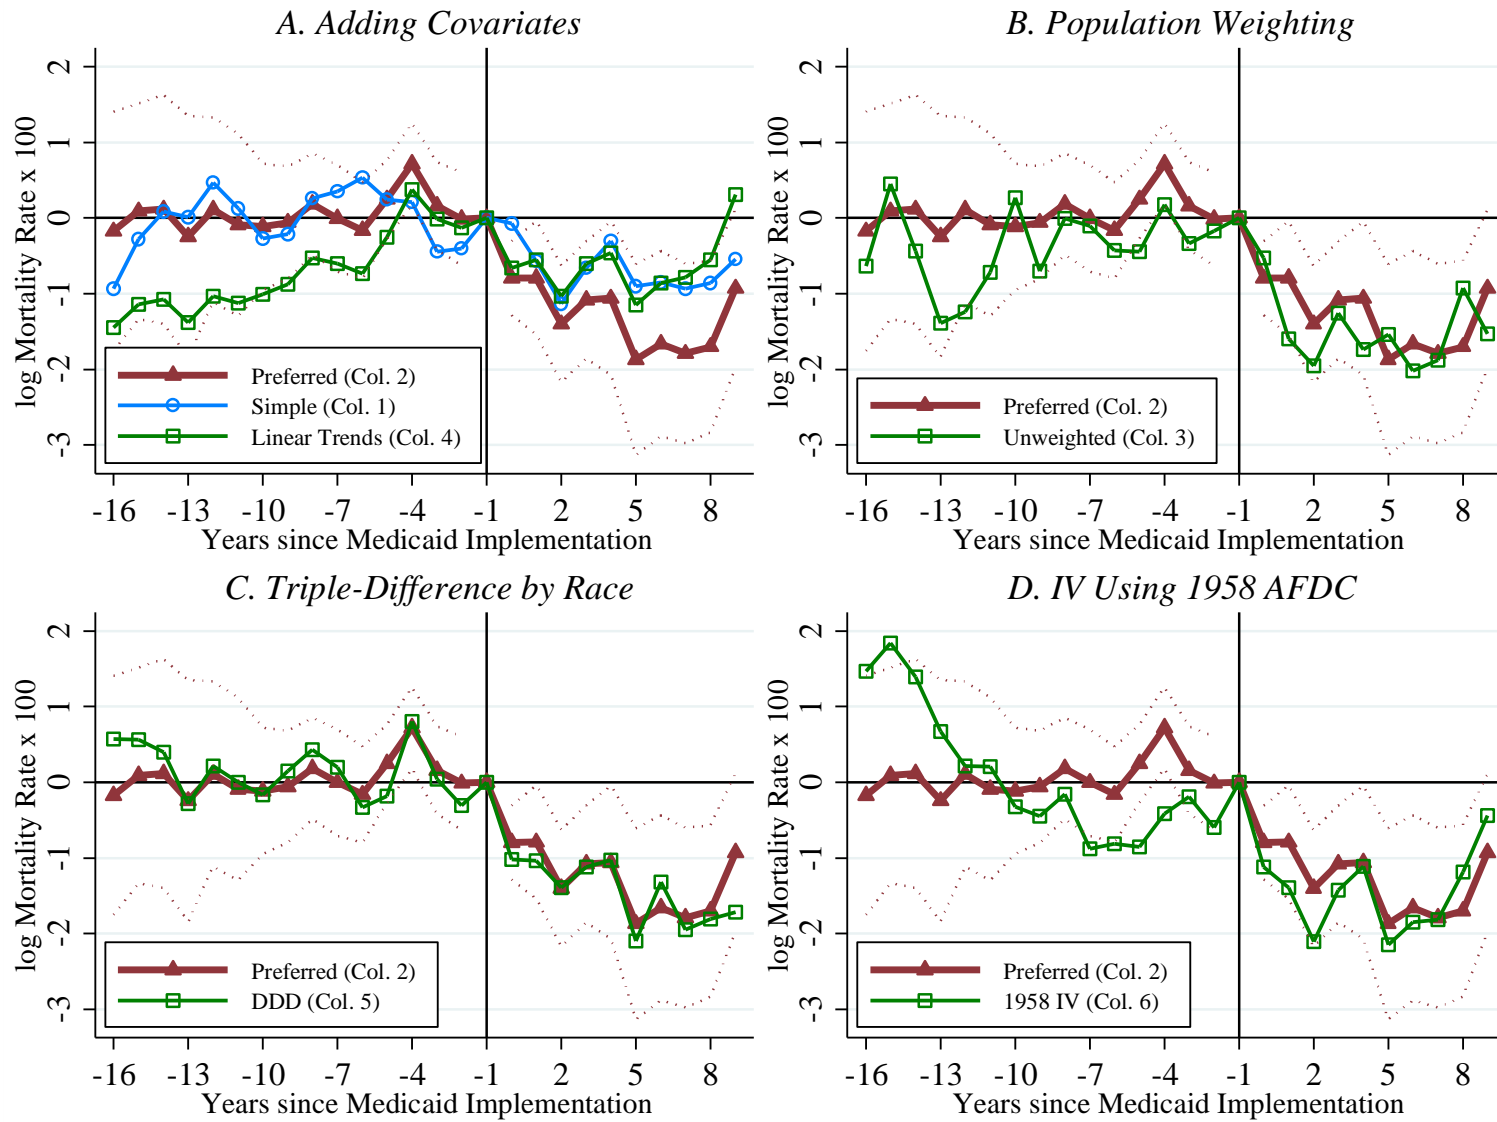 A. Adding Covariates
log Mortality Rate x 100
2
1
0
-1
-2
-3
Preferred (Col. 2)
Simple (Col. 1)
Linear Trends (Col. 4)
-16 -13 -10 -7 -4 -1 2 5 8
Years since Medicaid Implementation
B. Population Weighting
log Mortality Rate x 100
2
1
0
-1
-2
-3
Preferred (Col. 2)
Unweighted (Col. 3)
-16 -13 -10 -7 -4 -1 2 5 8
Years since Medicaid Implementation
C. Triple-Difference by Race
log Mortality Rate x 100
2
1
0
-1
-2
-3
Preferred (Col. 2)
DDD (Col. 5)
-16 -13 -10 -7 -4 -1 2 5 8
Years since Medicaid Implementation
D. IV Using 1958 AFDC
log Mortality Rate x 100
2
1
0
-1
-2
-3
Preferred (Col. 2)
1958 IV (Col. 6)
-16 -13 -10 -7 -4 -1 2 5 8
Years since Medicaid Implementation